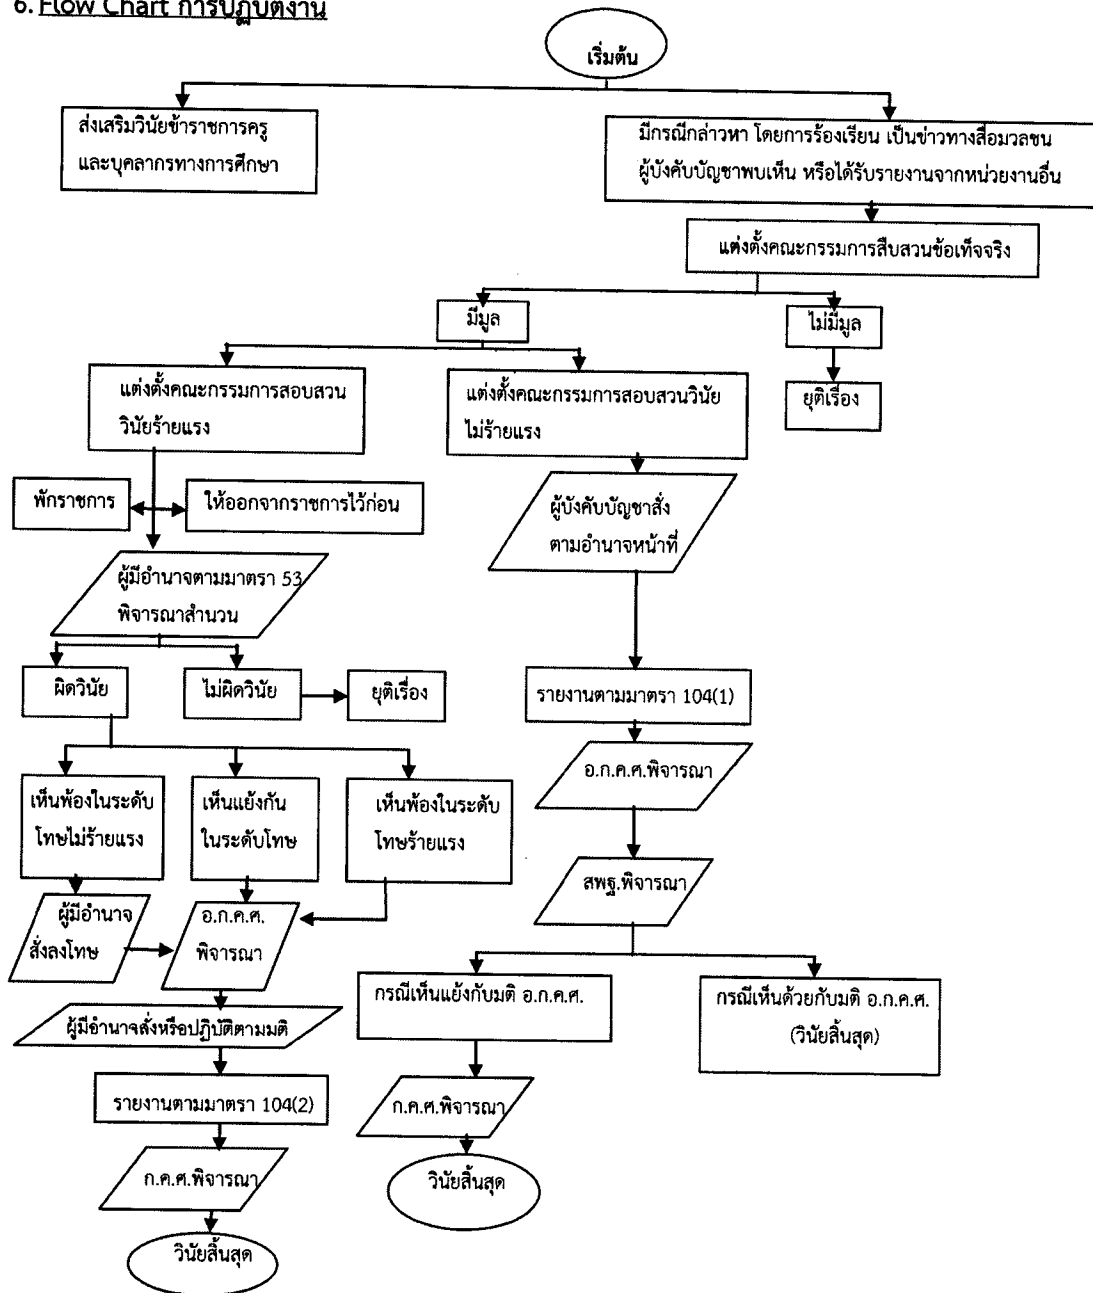 6. Flow Chart การปฏิบัติงาน
เริ่มต้น
ส่งเสริมวินัยข้าราชการครู
และบุคลากรทางการศึกษา
มีกรณีกล่าวหา โดยการร้องเรียน เป็นข่าวทางสื่อมวลชน
ผู้บังคับบัญชาพบเห็น หรือได้รับรายงานจากหน่วยงานอื่น
แต่งตั้งคณะกรรมการสืบสวนข้อเท็จจริง
มีมูล
ไม่มีมูล
ยุติเรื่อง
แต่งตั้งคณะกรรมการสอบสวน
วินัยร้ายแรง
แต่งตั้งคณะกรรมการสอบสวนวินัย
ไม่ร้ายแรง
พักราชการ
ให้ออกจากราชการไว้ก่อน
ผู้บังคับบัญชาสั่ง
ตามอำนาจหน้าที่
ผู้มีอำนาจตามมาตรา 53
พิจารณาสำนวน
ผิดวินัย
ไม่ผิดวินัย
ยุติเรื่อง
รายงานตามมาตรา 104(1)
อ.ก.ค.ศ.พิจารณา
เห็นพ้องในระดับ
โทษไม่ร้ายแรง
เห็นแย้งกัน
ในระดับโทษ
เห็นพ้องในระดับ
โทษร้ายแรง
สพฐ.พิจารณา
ผู้มีอำนาจ
สั่งลงโทษ
อ.ก.ค.ศ.
พิจารณา
กรณีเห็นแย้งกับมติ อ.ก.ค.ศ.
กรณีเห็นด้วยกับมติ อ.ก.ค.ศ.
(วินัยสิ้นสุด)
ผู้มีอำนาจสั่งหรือปฏิบัติตามมติ
รายงานตามมาตรา 104(2)
ก.ค.ศ.พิจารณา
ก.ค.ศ.พิจารณา
วินัยสิ้นสุด
วินัยสิ้นสุด